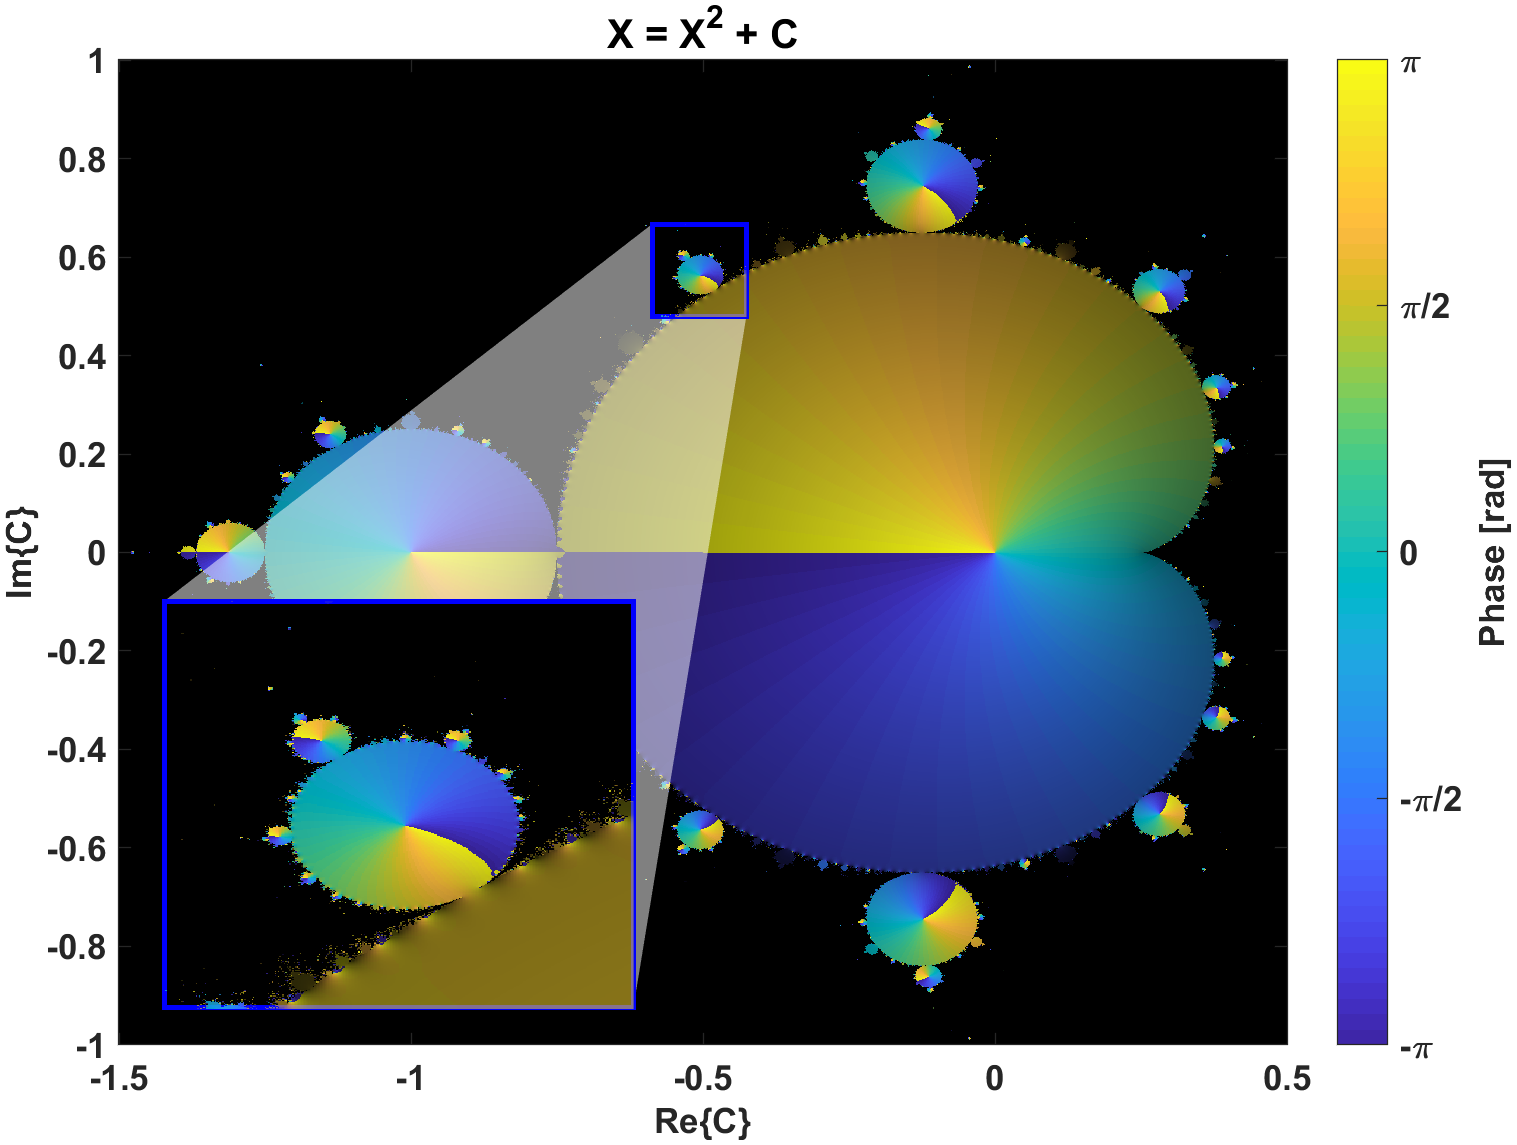 X = X² + C
1
0.8
0.6
0.4
0.2
0
-0.2
-0.4
-0.6
-0.8
-1
Im{C}
-1.5 -1 -0.5 0 0.5
Re{C}
π
π/2
0
-π/2
-π
Phase [rad]